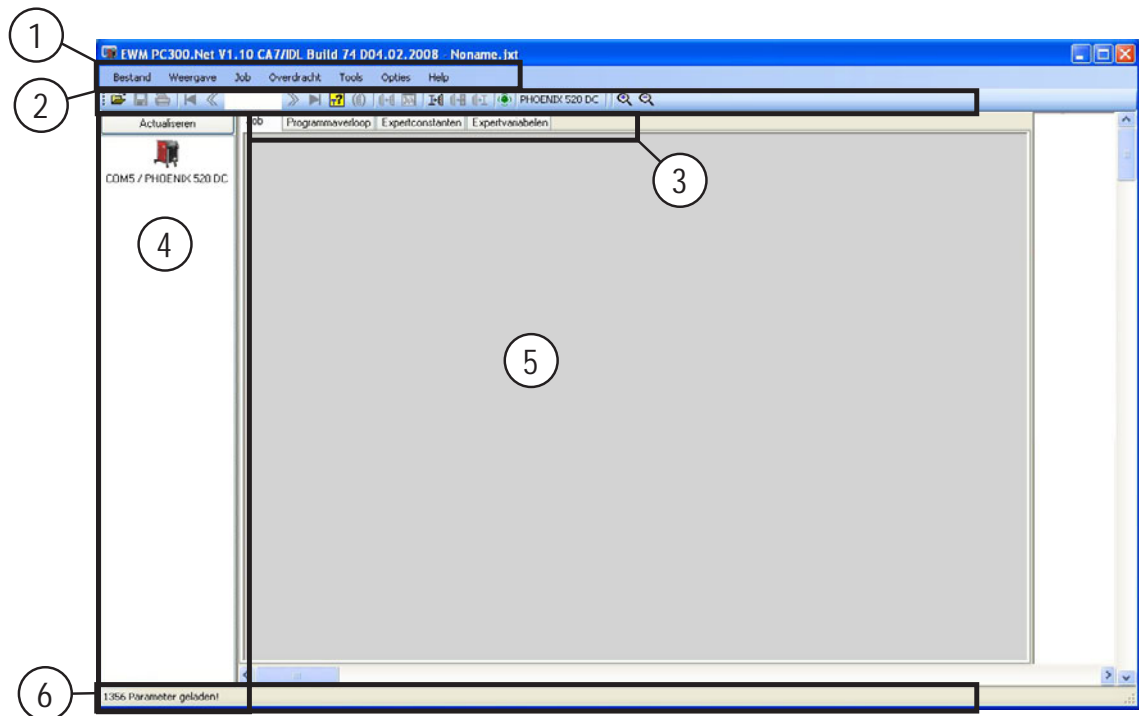 1
EWM PC300.Net V1.10 CA7/IDL Build 74 D04.02.2008 - Noname.jxt
Bestand Weergave Job Overdracht Tools Opties Help
2
PHOENIX 520 DC
Actualiseren
Job Programmaverloop Expertconstanten Expertvariabelen
3
COM5 / PHOENIX 520 DC
4
5
6
1356 Parameter geladen!